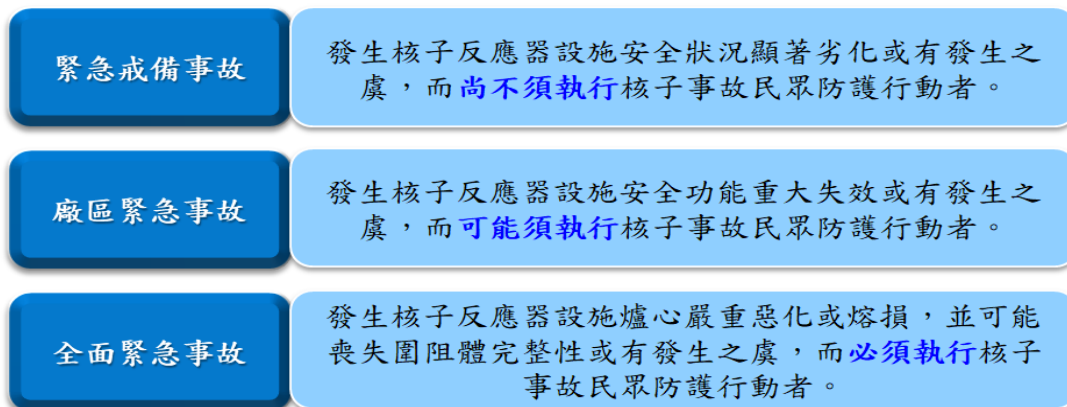 緊急戒備事故
發生核子反應器設施安全狀況顯著劣化或有發生之
虞，而尚不須執行核子事故民眾防護行動者。
廠區緊急事故
發生核子反應器設施安全功能重大失效或有發生之
虞，而可能須執行核子事故民眾防護行動者。
全面緊急事故
發生核子反應器設施爐心嚴重惡化或熔損，並可能
喪失圍阻體完整性或有發生之虞，而必須執行核子
事故民眾防護行動者。